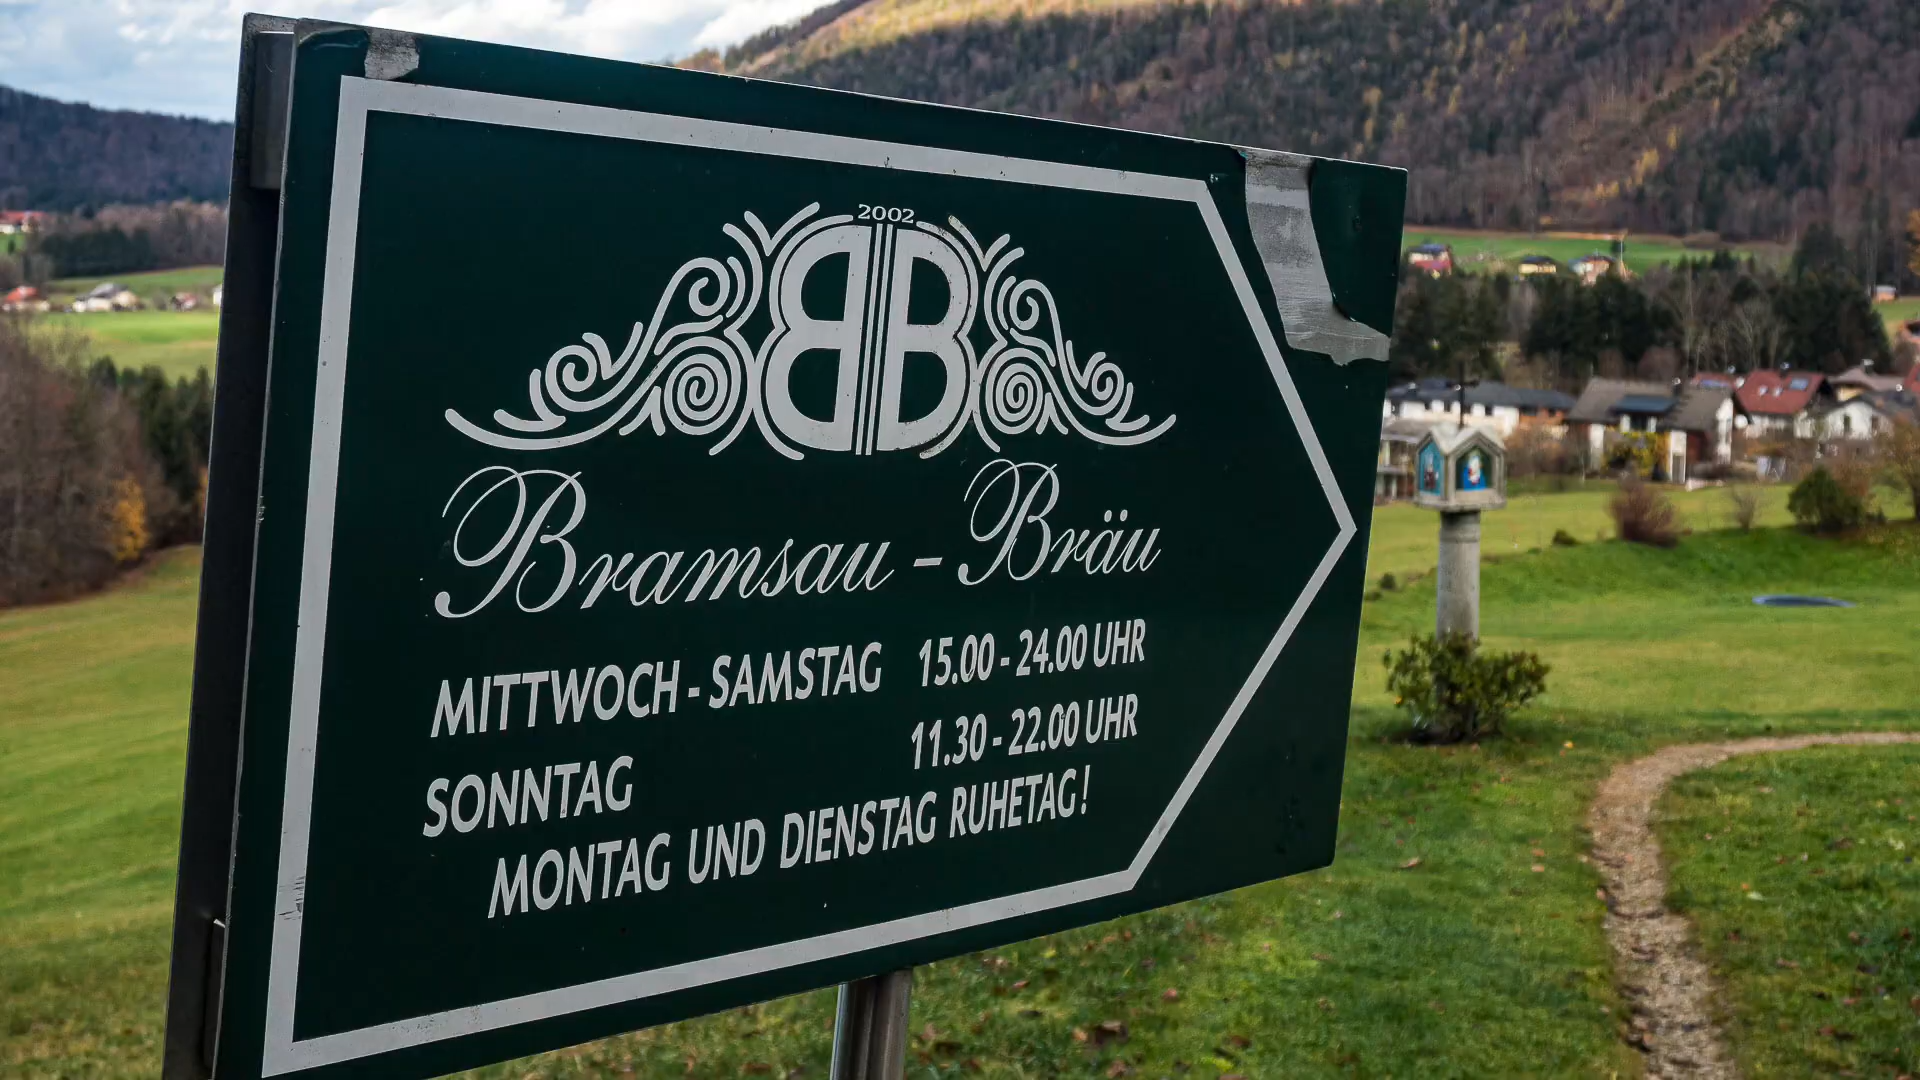 2002
BB
Bramsau - Bräu
MITTWOCH - SAMSTAG 15.00 - 24.00 UHR
SONNTAG 11.30 - 22.00 UHR
MONTAG UND DIENSTAG RUHETAG!